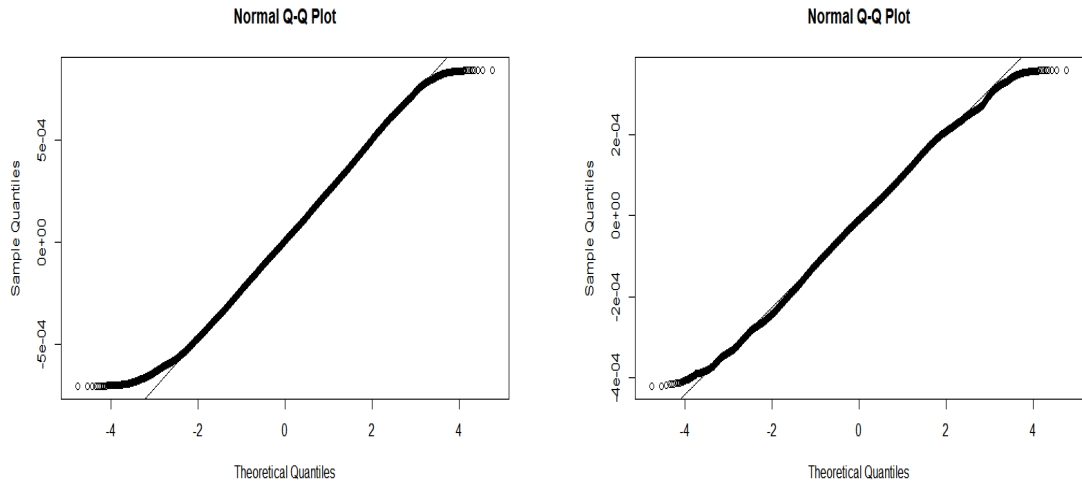 Normal Q-Q Plot
Sample Quantiles
5e-04
0e+00
-5e-04
-4
-2
0
2
4
Theoretical Quantiles
Normal Q-Q Plot
Sample Quantiles
2e-04
0e+00
-2e-04
-4e-04
-4
-2
0
2
4
Theoretical Quantiles